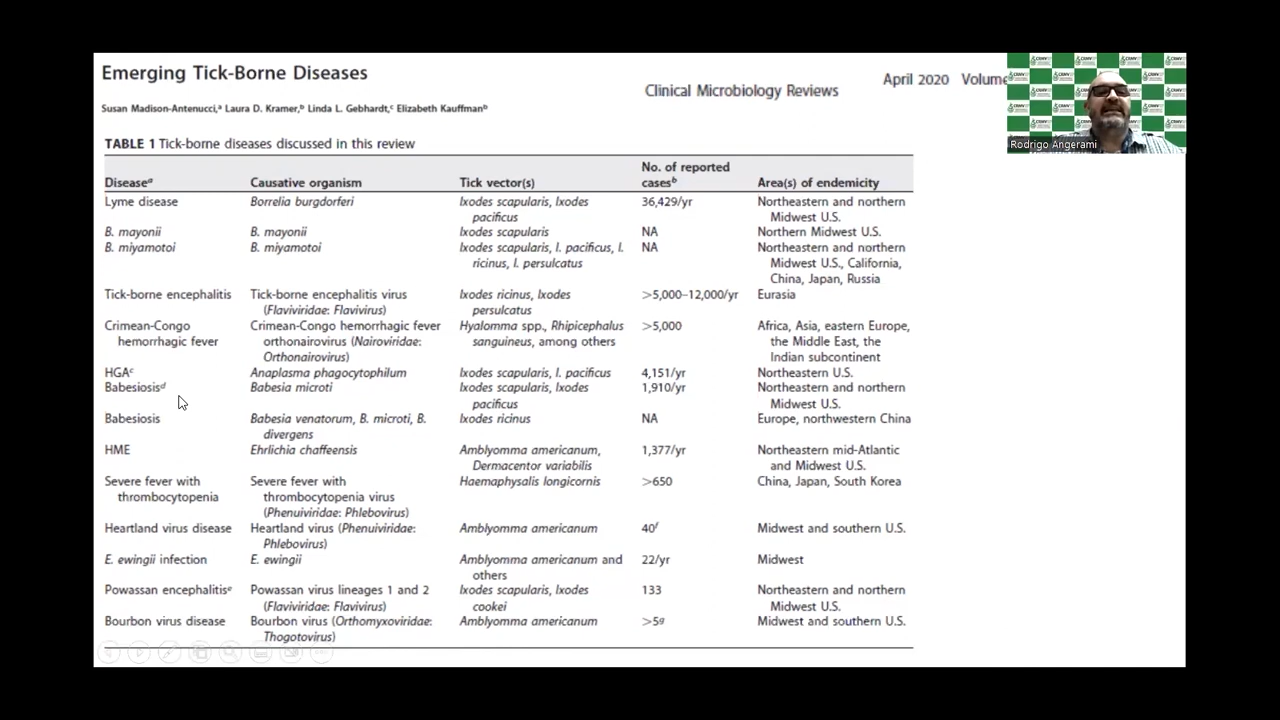 Emerging Tick-Borne Diseases
April 2020 Volume
Clinical Microbiology Reviews
Susan Madison-Antenucci,ᵃ Laura D. Kramer,ᵇ Linda L. Gebhardt,ᶜ Elizabeth Kauffmanᵇ
Rodrigo Angerami
TABLE 1 Tick-borne diseases discussed in this review
No. of reported
Diseaseᵃ Causative organism Tick vector(s) casesᵇ Area(s) of endemicity
Lyme disease Borrelia burgdorferi Ixodes scapularis, Ixodes 36,429/yr Northeastern and northern
pacificus Midwest U.S.
B. mayonii B. mayonii Ixodes scapularis NA Northern Midwest U.S.
B. miyamotoi B. miyamotoi Ixodes scapularis, I. pacificus, I. NA Northeastern and northern
ricinus, I. persulcatus Midwest U.S., California,
China, Japan, Russia
Tick-borne encephalitis Tick-borne encephalitis virus Ixodes ricinus, Ixodes >5,000–12,000/yr Eurasia
(Flaviviridae: Flavivirus) persulcatus
Crimean-Congo Crimean-Congo hemorrhagic fever Hyalomma spp., Rhipicephalus >5,000 Africa, Asia, eastern Europe,
hemorrhagic fever orthonairovirus (Nairoviridae: sanguineus, among others the Middle East, the
Orthonairovirus) Indian subcontinent
HGAᶜ Anaplasma phagocytophilum Ixodes scapularis, I. pacificus 4,151/yr Northeastern U.S.
Babesiosisᵈ Babesia microti Ixodes scapularis, Ixodes 1,910/yr Northeastern and northern
pacificus Midwest U.S.
Babesiosis Babesia venatorum, B. microti, B. Ixodes ricinus NA Europe, northwestern China
divergens
HME Ehrlichia chaffeensis Amblyomma americanum, 1,377/yr Northeastern mid-Atlantic
Dermacentor variabilis and Midwest U.S.
Severe fever with Severe fever with Haemaphysalis longicornis >650 China, Japan, South Korea
thrombocytopenia thrombocytopenia virus
(Phenuiviridae: Phlebovirus)
Heartland virus disease Heartland virus (Phenuiviridae: Amblyomma americanum 40ᶠ Midwest and southern U.S.
Phlebovirus)
E. ewingii infection E. ewingii Amblyomma americanum and 22/yr Midwest
others
Powassan encephalitisᵉ Powassan virus lineages 1 and 2 Ixodes scapularis, Ixodes 133 Northeastern and northern
(Flaviviridae: Flavivirus) cookei Midwest U.S.
Bourbon virus disease Bourbon virus (Orthomyxoviridae: Amblyomma americanum >5ᵍ Midwest and southern U.S.
Thogotovirus)